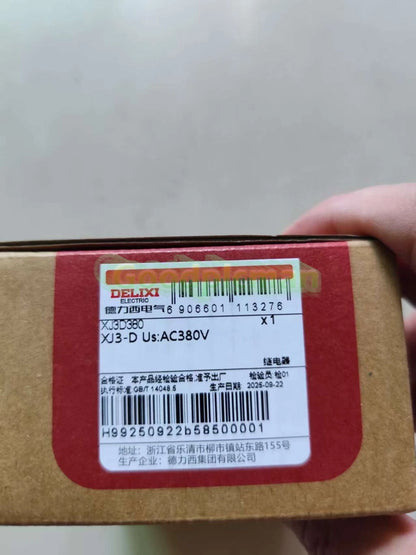 DELIXI
ELECTRIC
德力西电气
6 906601 113276
XJ3D380
x1
XJ3-D Us:AC380V
继电器
合格证 本产品经检验合格,准予出厂 检验员:检01
执行标准:GB/T 14048.5 生产日期: 2025-09-22
H99250922b58500001
地址:浙江省乐清市柳市镇站东路155号
生产企业:德力西集团有限公司